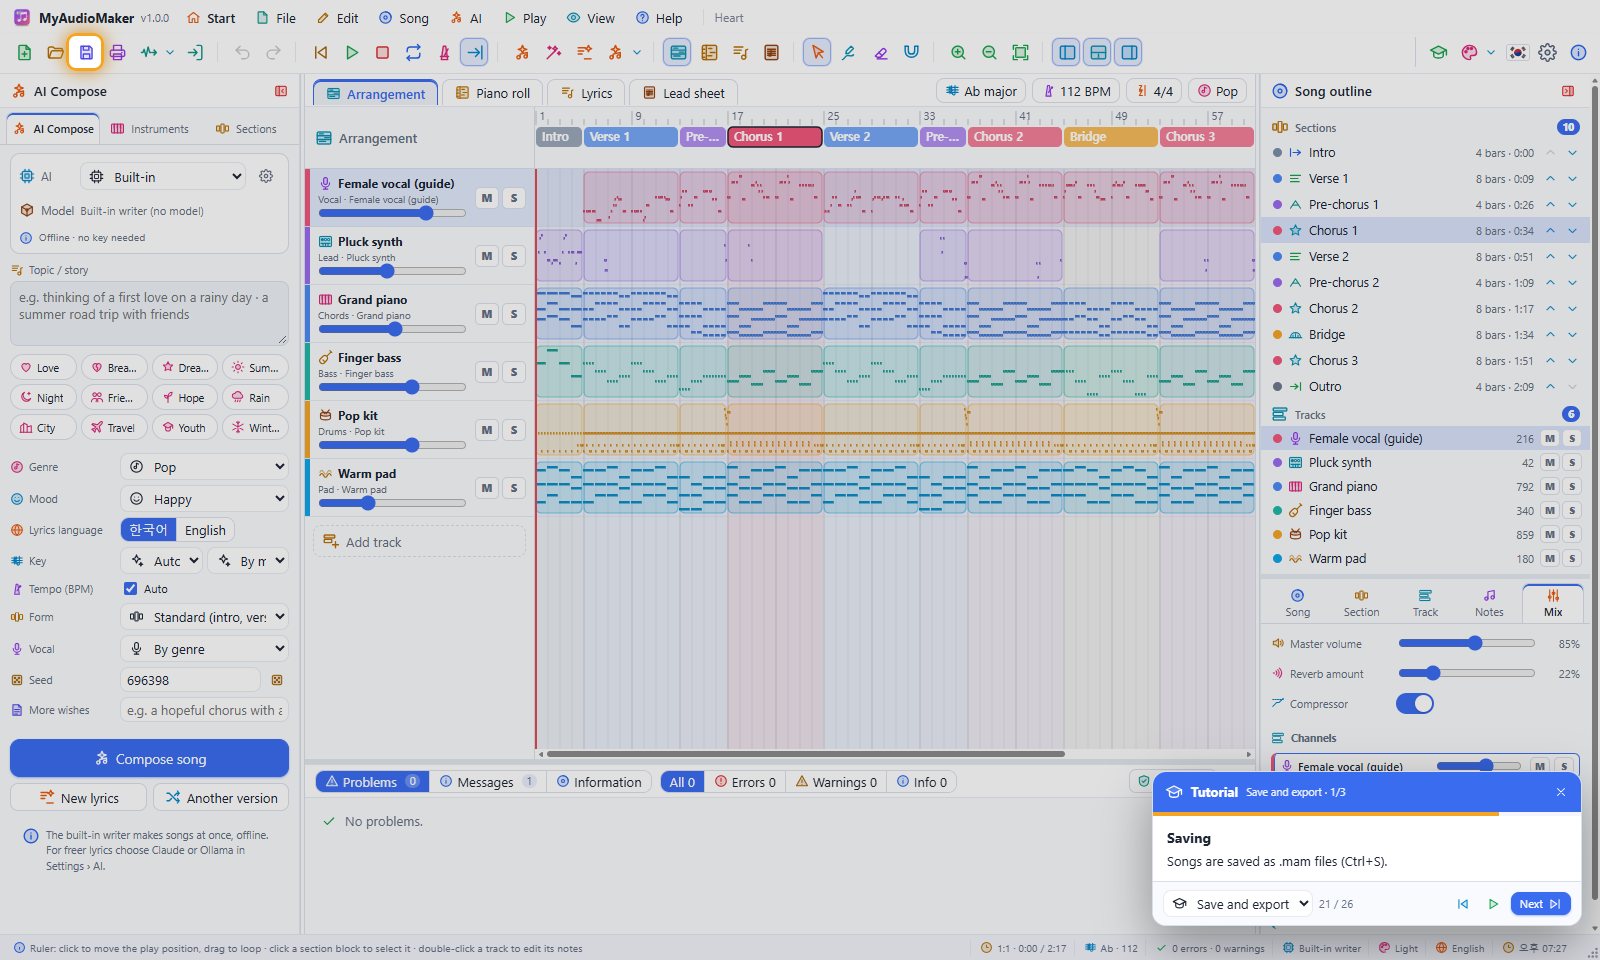 MyAudioMaker v1.0.0 Start File Edit Song AI Play View Help Heart
AI Compose
AI Compose Instruments Sections
AI Built-in
Model Built-in writer (no model)
Offline · no key needed
Topic / story
e.g. thinking of a first love on a rainy day · a
summer road trip with friends
Love Brea... Drea... Sum...
Night Frie... Hope Rain
City Travel Youth Wint...
Genre Pop
Mood Happy
Lyrics language 한국어 English
Key Auto By m
Tempo (BPM) Auto
Form Standard (intro, vers
Vocal By genre
Seed 696398
More wishes e.g. a hopeful chorus with a
Compose song
New lyrics Another version
The built-in writer makes songs at once, offline.
For freer lyrics choose Claude or Ollama in
Settings › AI.
Arrangement Piano roll Lyrics Lead sheet Ab major 112 BPM 4/4 Pop
Arrangement
1 9 17 25 33 41 49 57
Intro Verse 1 Pre-... Chorus 1 Verse 2 Pre-... Chorus 2 Bridge Chorus 3
Female vocal (guide)
Vocal · Female vocal (guide)
M S
Pluck synth
Lead · Pluck synth
M S
Grand piano
Chords · Grand piano
M S
Finger bass
Bass · Finger bass
M S
Pop kit
Drums · Pop kit
M S
Warm pad
Pad · Warm pad
M S
Add track
Problems 0 Messages 1 Information All 0 Errors 0 Warnings 0 Info 0
No problems.
Song outline
Sections 10
Intro 4 bars · 0:00
Verse 1 8 bars · 0:09
Pre-chorus 1 4 bars · 0:26
Chorus 1 8 bars · 0:34
Verse 2 8 bars · 0:51
Pre-chorus 2 4 bars · 1:09
Chorus 2 8 bars · 1:17
Bridge 8 bars · 1:34
Chorus 3 8 bars · 1:51
Outro 4 bars · 2:09
Tracks 6
Female vocal (guide) 216 M S
Pluck synth 42 M S
Grand piano 792 M S
Finger bass 340 M S
Pop kit 859 M S
Warm pad 180 M S
Song Section Track Notes Mix
Master volume 85%
Reverb amount 22%
Compressor
Channels
Female vocal (guide) M S
Tutorial Save and export · 1/3
Saving
Songs are saved as .mam files (Ctrl+S).
Save and export 21 / 26 Next
Ruler: click to move the play position, drag to loop · click a section block to select it · double-click a track to edit its notes
1:1 · 0:00 / 2:17 Ab · 112 0 errors · 0 warnings Built-in writer Light English 오후 07:27